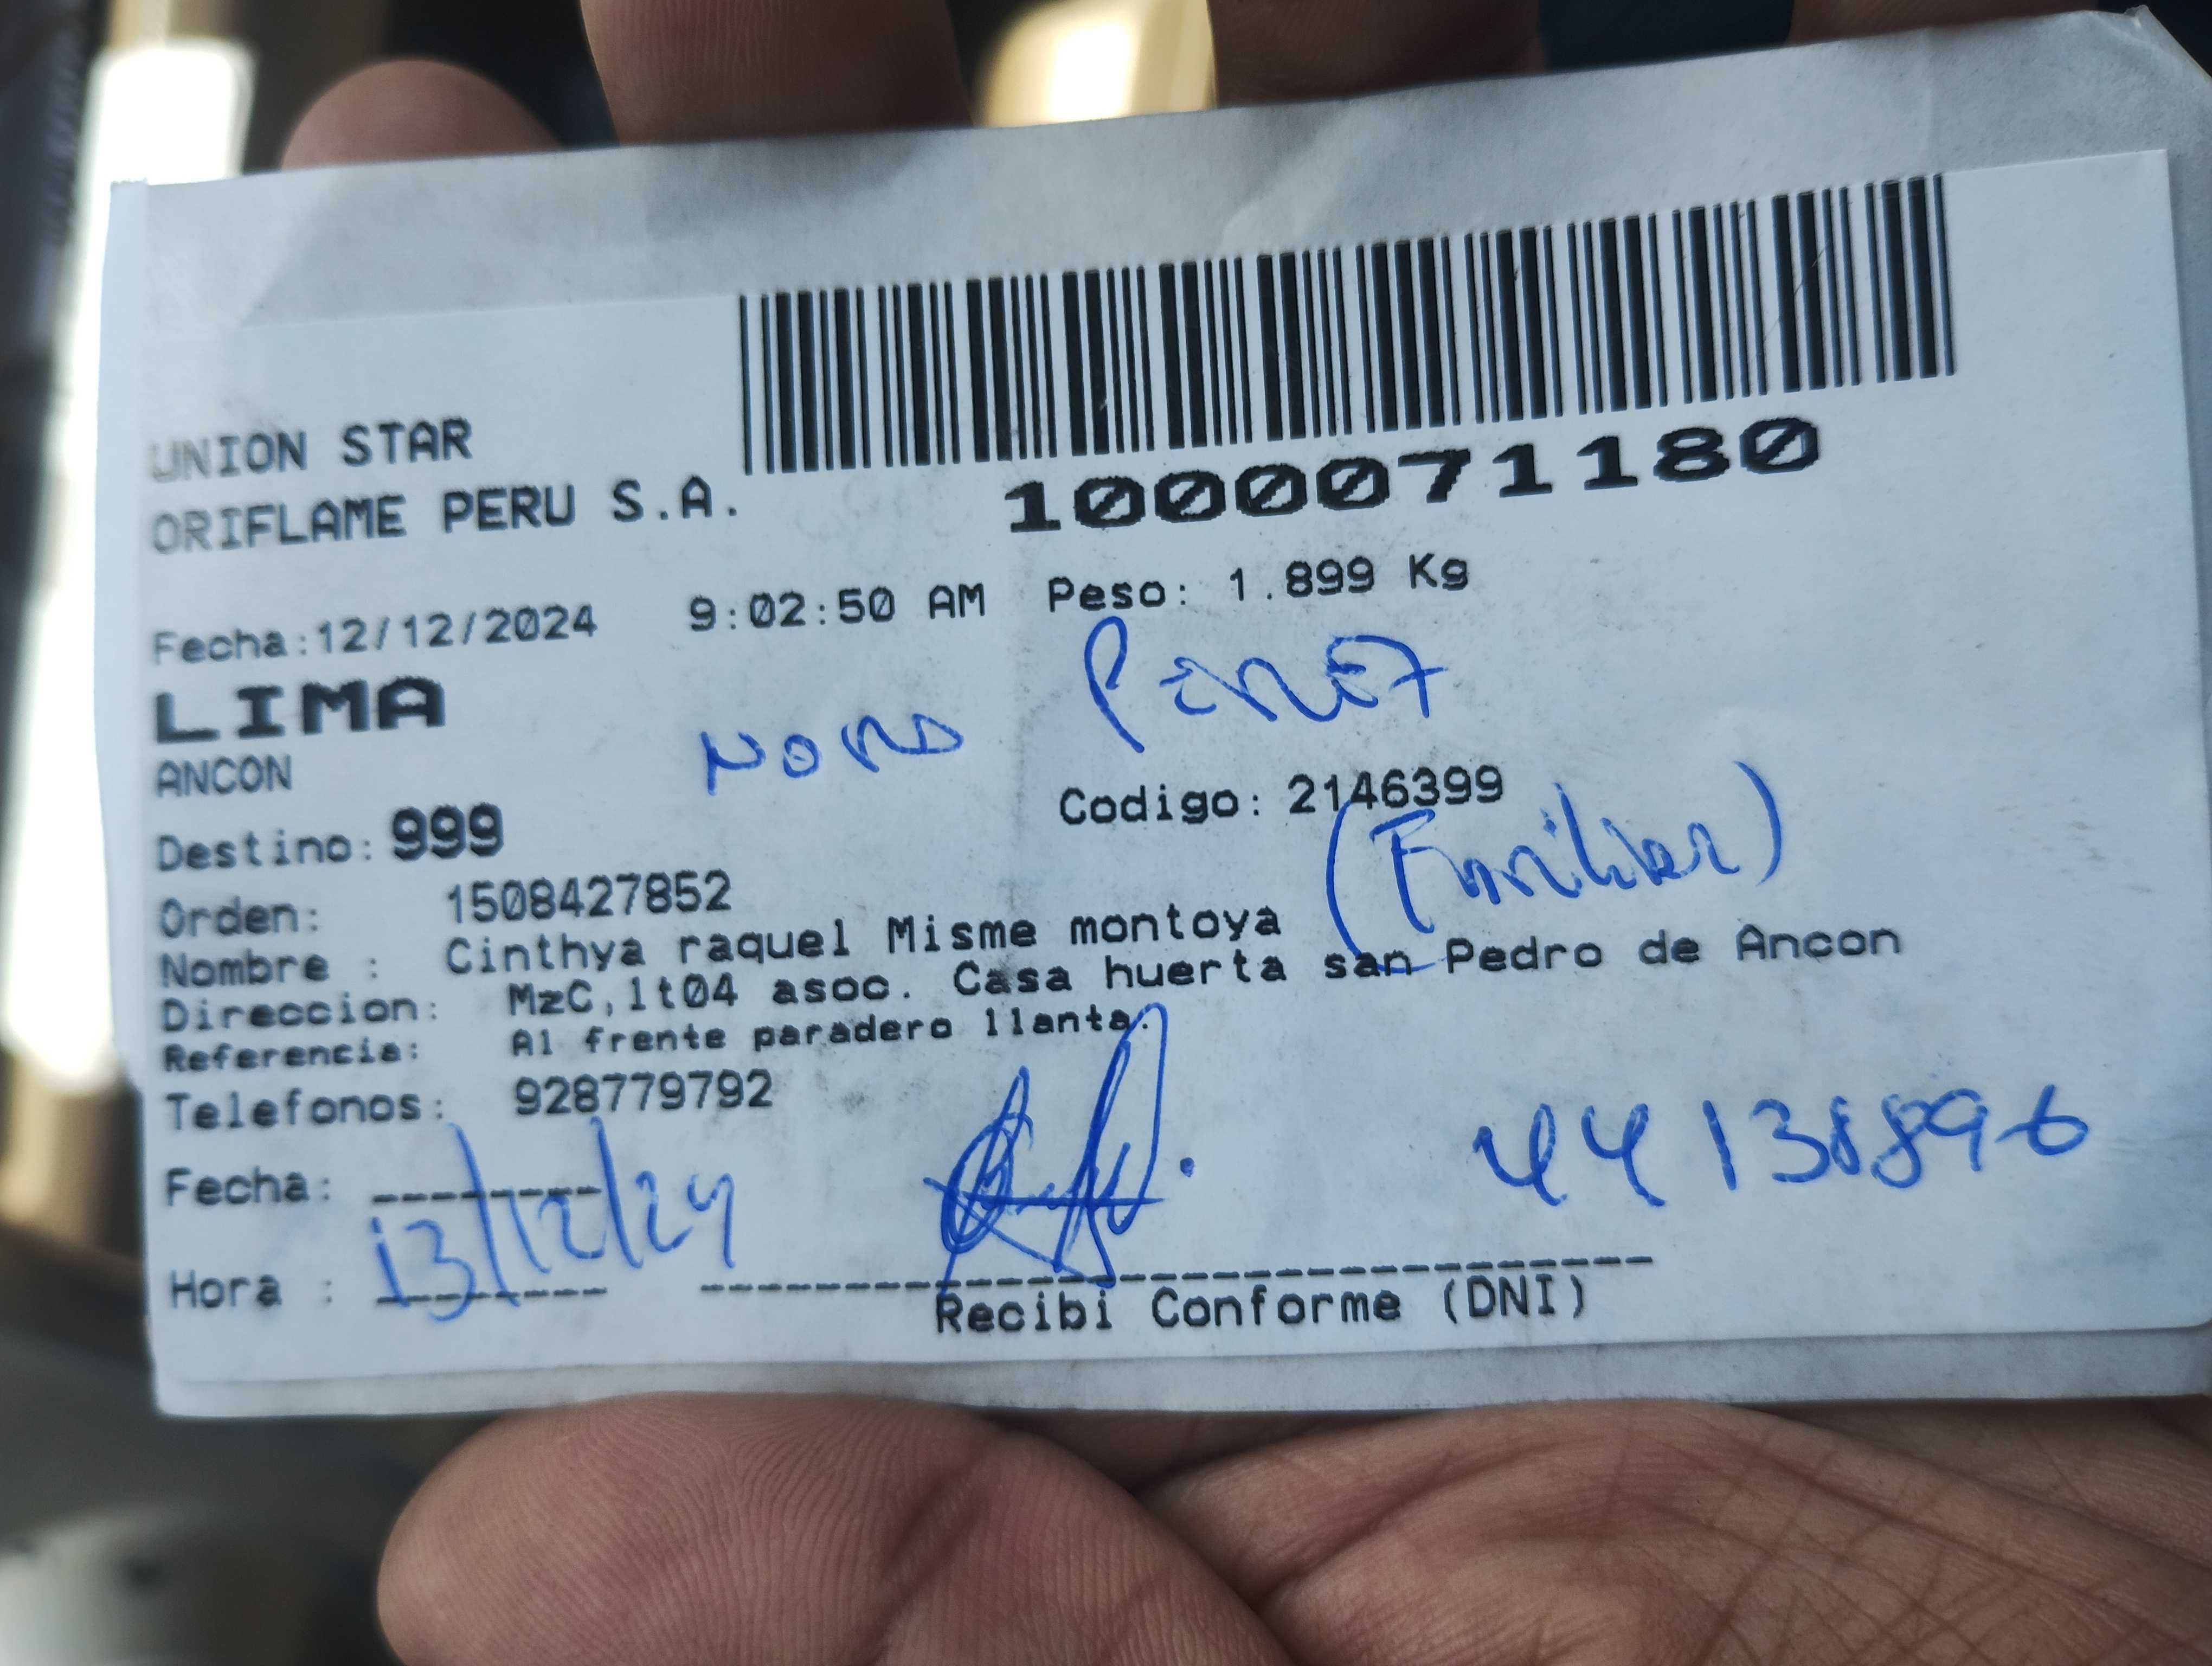 UNION STAR
ORIFLAME PERU S.A.
1000071180
Fecha:12/12/2024 9:02:50 AM Peso: 1.899 Kg
LIMA
Perez
ANCON
Codigo: 2146399
Destino: 999
(Familiar)
Orden: 1508427852
Nombre : Cinthya raquel Misme montoya
Direccion: MzC,lt04 asoc. Casa huerta san Pedro de Ancon
Referencia: Al frente paradero llanta.
Telefonos: 928779792
44138896
Fecha: --------
13/12/24
Hora : --------
Recibi Conforme (DNI)